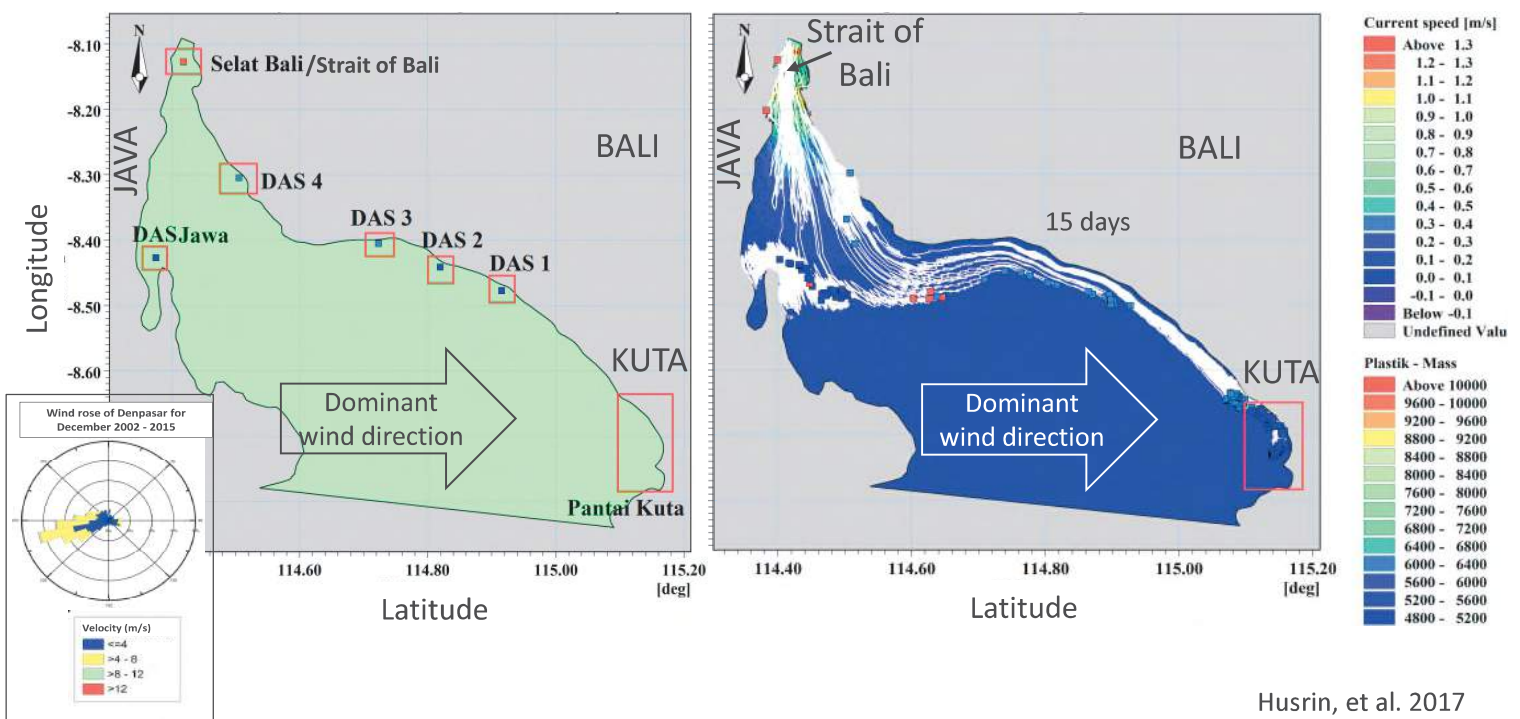 N
-8.10
-8.20
-8.30
-8.40
-8.50
-8.60
Longitude
JAVA
Selat Bali/Strait of Bali
BALI
DAS 4
DAS 3
DASJawa
DAS 2
DAS 1
KUTA
Dominant
wind direction
Pantai Kuta
114.60
114.80
115.00
115.20
[deg]
Latitude
Wind rose of Denpasar for
December 2002 - 2015
Velocity (m/s)
<=4
>4 - 8
>8 - 12
>12
N
Strait of
Bali
JAVA
BALI
15 days
KUTA
Dominant
wind direction
114.40
114.60
114.80
115.00
115.20
[deg]
Latitude
Current speed [m/s]
Above 1.3
1.2 - 1.3
1.1 - 1.2
1.0 - 1.1
0.9 - 1.0
0.8 - 0.9
0.7 - 0.8
0.6 - 0.7
0.5 - 0.6
0.4 - 0.5
0.3 - 0.4
0.2 - 0.3
0.1 - 0.2
0.0 - 0.1
-0.1 - 0.0
Below -0.1
Undefined Valu
Plastik - Mass
Above 10000
9600 - 10000
9200 - 9600
8800 - 9200
8400 - 8800
8000 - 8400
7600 - 8000
7200 - 7600
6800 - 7200
6400 - 6800
6000 - 6400
5600 - 6000
5200 - 5600
4800 - 5200
Husrin, et al. 2017